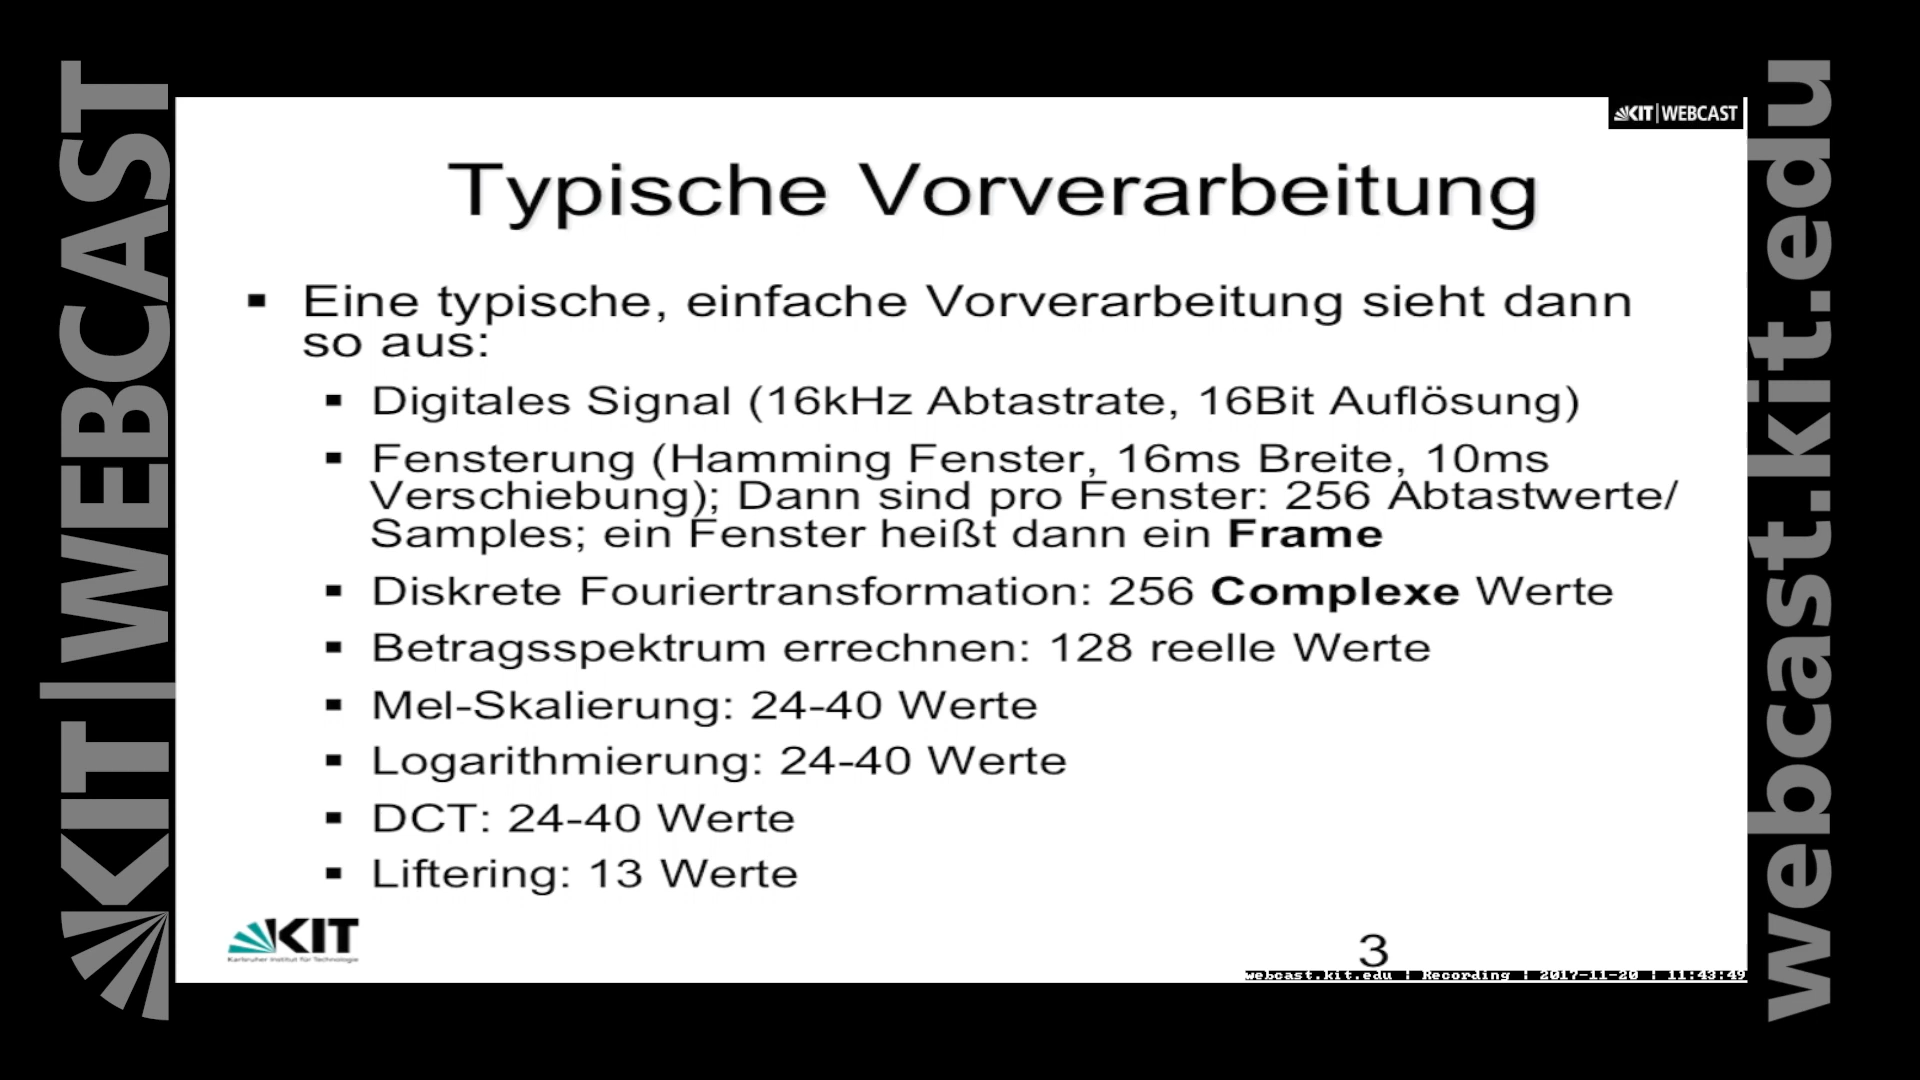 KIT | WEBCAST
webcast.kit.edu
KIT | WEBCAST
Typische Vorverarbeitung
Eine typische, einfache Vorverarbeitung sieht dann
so aus:
Digitales Signal (16kHz Abtastrate, 16Bit Auflösung)
Fensterung (Hamming Fenster, 16ms Breite, 10ms
Verschiebung); Dann sind pro Fenster: 256 Abtastwerte/
Samples; ein Fenster heißt dann ein Frame
Diskrete Fouriertransformation: 256 Complexe Werte
Betragsspektrum errechnen: 128 reelle Werte
Mel-Skalierung: 24-40 Werte
Logarithmierung: 24-40 Werte
DCT: 24-40 Werte
Liftering: 13 Werte
KIT
Karlsruher Institut für Technologie
3
webcast.kit.edu | Recording | 2017-11-20 | 11:43:49